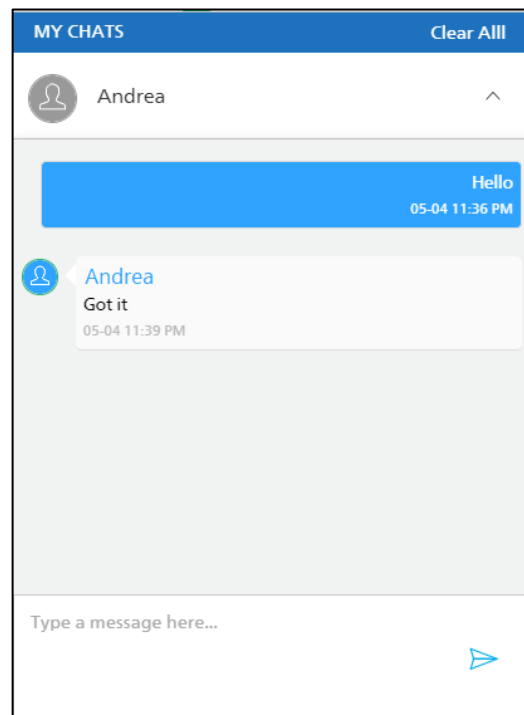 MY CHATS Clear Alll
Andrea
Hello
05-04 11:36 PM
Andrea
Got it
05-04 11:39 PM
Type a message here...